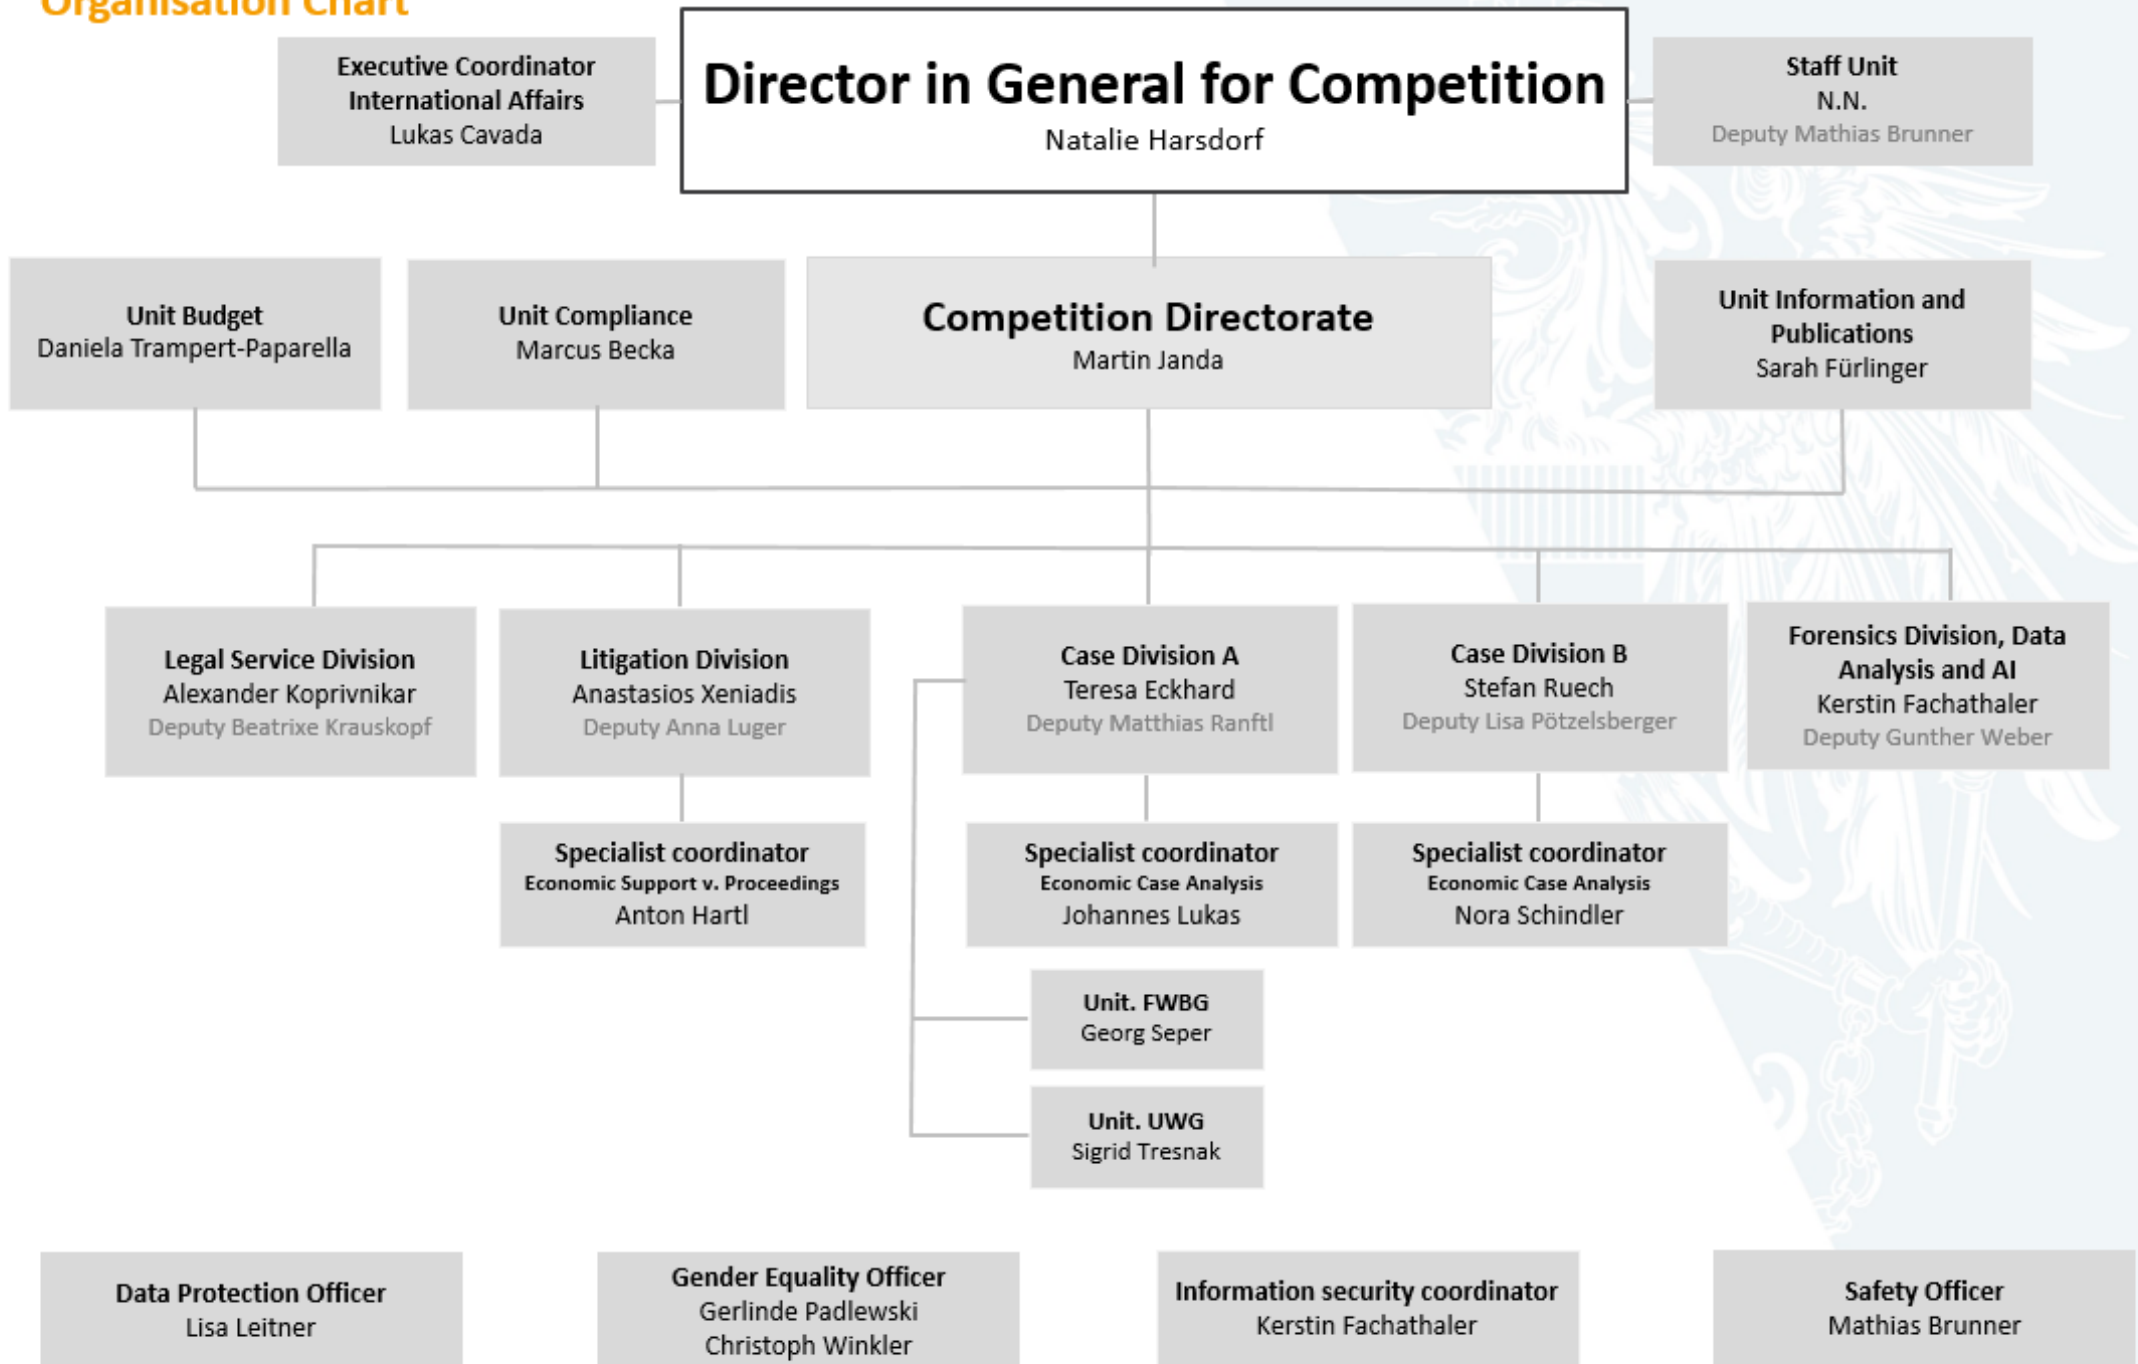 Organisation Chart
Executive Coordinator
International Affairs
Lukas Cavada
Director in General for Competition
Natalie Harsdorf
Staff Unit
N.N.
Deputy Mathias Brunner
Unit Budget
Daniela Trampert-Paparella
Unit Compliance
Marcus Becka
Competition Directorate
Martin Janda
Unit Information and
Publications
Sarah Fürlinger
Legal Service Division
Alexander Koprivnikar
Deputy Beatrixe Krauskopf
Litigation Division
Anastasios Xeniadis
Deputy Anna Luger
Case Division A
Teresa Eckhard
Deputy Matthias Ranftl
Case Division B
Stefan Ruech
Deputy Lisa Pötzelsberger
Forensics Division, Data
Analysis and AI
Kerstin Fachathaler
Deputy Gunther Weber
Specialist coordinator
Economic Support v. Proceedings
Anton Hartl
Specialist coordinator
Economic Case Analysis
Johannes Lukas
Specialist coordinator
Economic Case Analysis
Nora Schindler
Unit. FWBG
Georg Seper
Unit. UWG
Sigrid Tresnak
Data Protection Officer
Lisa Leitner
Gender Equality Officer
Gerlinde Padlewski
Christoph Winkler
Information security coordinator
Kerstin Fachathaler
Safety Officer
Mathias Brunner